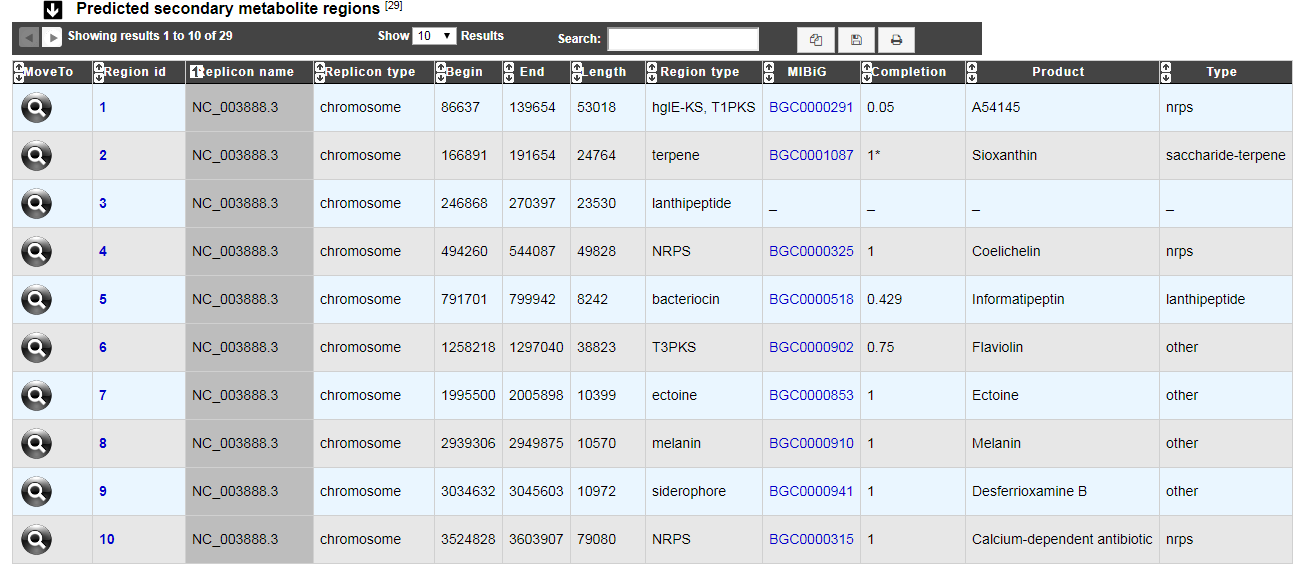 Predicted secondary metabolite regions [29]
Showing results 1 to 10 of 29 Show 10 Results Search:
MoveTo Region id Replicon name Replicon type Begin End Length Region type MIBiG Completion Product Type
1 NC_003888.3 chromosome 86637 139654 53018 hglE-KS, T1PKS BGC0000291 0.05 A54145 nrps
2 NC_003888.3 chromosome 166891 191654 24764 terpene BGC0001087 1* Sioxanthin saccharide-terpene
3 NC_003888.3 chromosome 246868 270397 23530 lanthipeptide _ _ _ _
4 NC_003888.3 chromosome 494260 544087 49828 NRPS BGC0000325 1 Coelichelin nrps
5 NC_003888.3 chromosome 791701 799942 8242 bacteriocin BGC0000518 0.429 Informatipeptin lanthipeptide
6 NC_003888.3 chromosome 1258218 1297040 38823 T3PKS BGC0000902 0.75 Flaviolin other
7 NC_003888.3 chromosome 1995500 2005898 10399 ectoine BGC0000853 1 Ectoine other
8 NC_003888.3 chromosome 2939306 2949875 10570 melanin BGC0000910 1 Melanin other
9 NC_003888.3 chromosome 3034632 3045603 10972 siderophore BGC0000941 1 Desferrioxamine B other
10 NC_003888.3 chromosome 3524828 3603907 79080 NRPS BGC0000315 1 Calcium-dependent antibiotic nrps